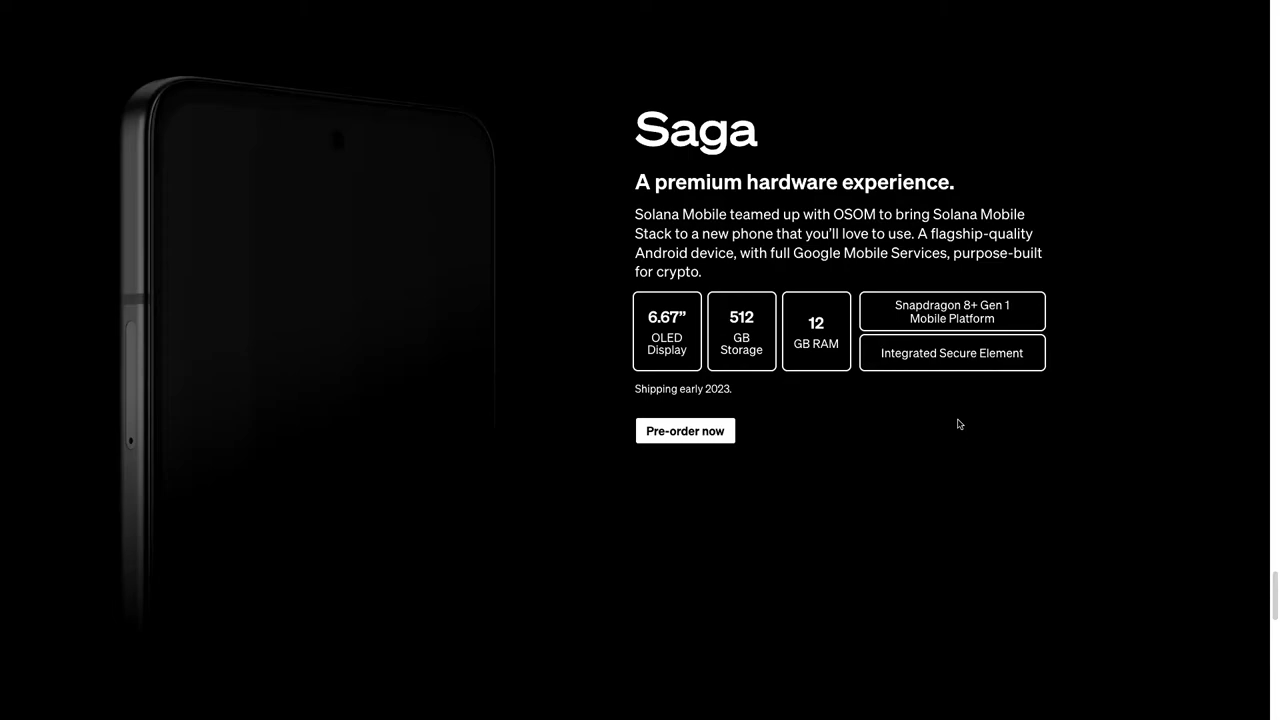 Saga
A premium hardware experience.
Solana Mobile teamed up with OSOM to bring Solana Mobile
Stack to a new phone that you’ll love to use. A flagship-quality
Android device, with full Google Mobile Services, purpose-built
for crypto.
6.67”
OLED
Display
512
GB
Storage
12
GB RAM
Snapdragon 8+ Gen 1
Mobile Platform
Integrated Secure Element
Shipping early 2023.
Pre-order now